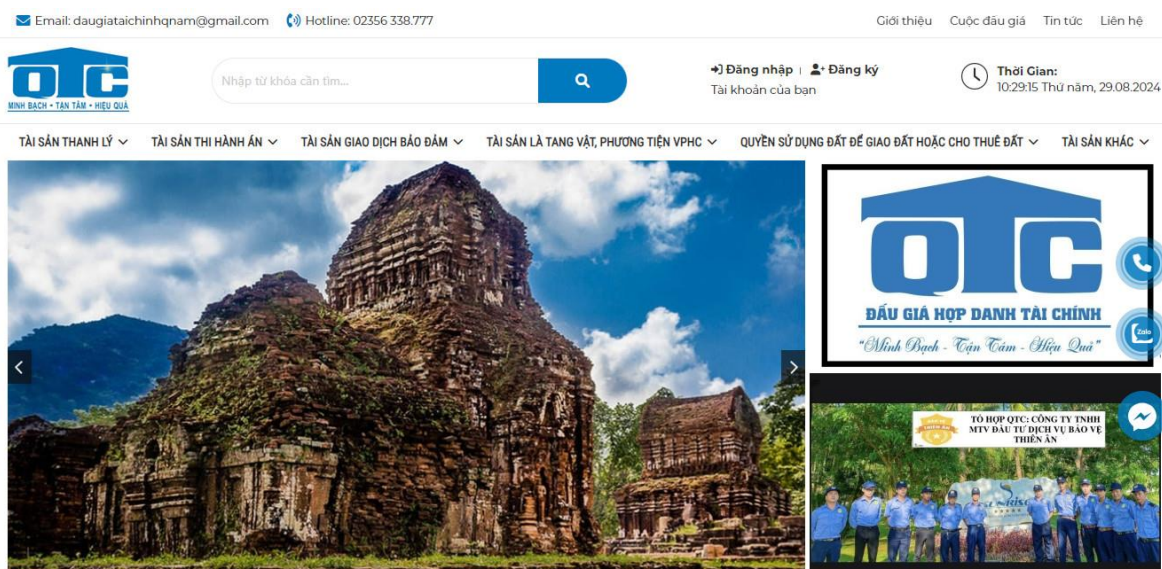 Email: daugiataichinhqnam@gmail.com
Hotline: 02356 338.777
Giới thiệu
Cuộc đấu giá
Tin tức
Liên hệ
QTC
MINH BẠCH • TẬN TÂM • HIỆU QUẢ
Nhập từ khóa cần tìm...
Đăng nhập | Đăng ký
Tài khoản của bạn
Thời Gian:
10:29:15 Thứ năm, 29.08.2024
TÀI SẢN THANH LÝ
TÀI SẢN THI HÀNH ÁN
TÀI SẢN GIAO DỊCH BẢO ĐẢM
TÀI SẢN LÀ TANG VẬT, PHƯƠNG TIỆN VPHC
QUYỀN SỬ DỤNG ĐẤT ĐỂ GIAO ĐẤT HOẶC CHO THUÊ ĐẤT
TÀI SẢN KHÁC
QTC
ĐẤU GIÁ HỢP DANH TÀI CHÍNH
"Minh Bạch - Tận Tâm - Hiệu Quả"
Zalo
TỔ HỢP QTC: CÔNG TY TNHH
MTV ĐẦU TƯ DỊCH VỤ BẢO VỆ
THIÊN ÂN